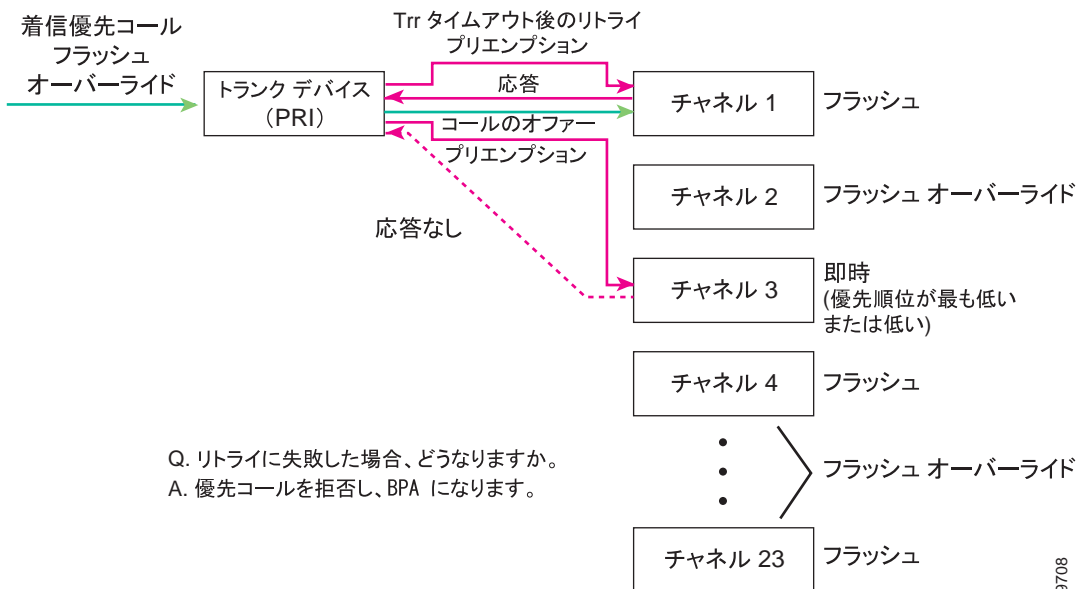 着信優先コール
フラッシュ
オーバーライド
Trr タイムアウト後のリトライ
プリエンプション
応答
トランク デバイス
（PRI）
コールのオファー
プリエンプション
応答なし
チャネル 1
フラッシュ
チャネル 2
フラッシュ オーバーライド
チャネル 3
即時
(優先順位が最も低い
または低い)
チャネル 4
フラッシュ
フラッシュ オーバーライド
チャネル 23
フラッシュ
Q. リトライに失敗した場合、どうなりますか。
A. 優先コールを拒否し、BPA になります。
9708